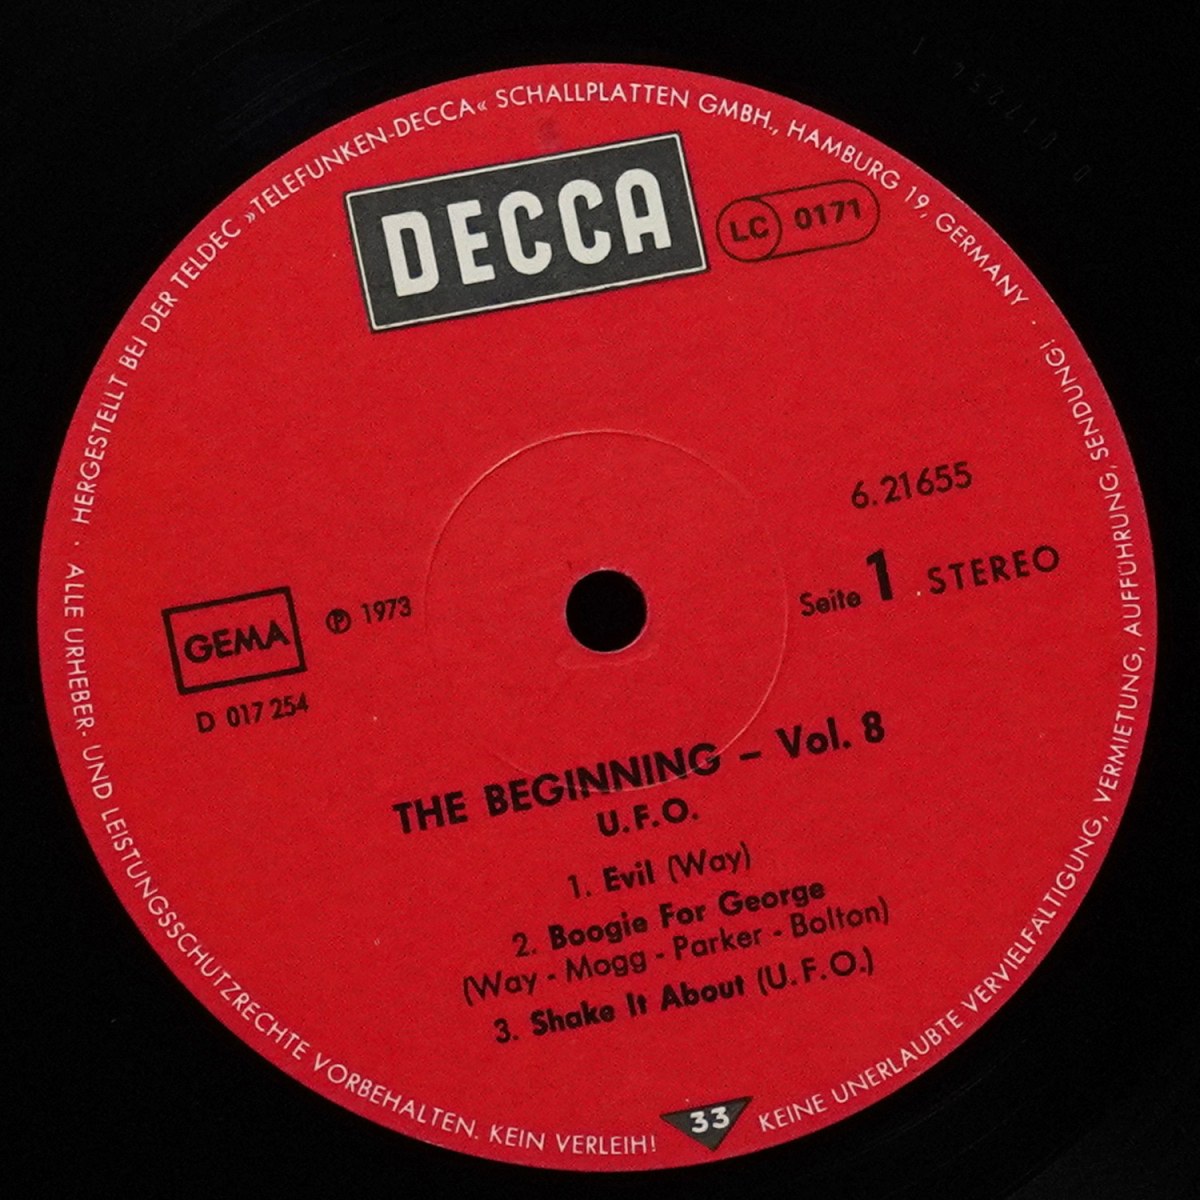 HERGESTELLT BEI DER TELDEC »TELEFUNKEN-DECCA« SCHALLPLATTEN GMBH., HAMBURG 19, GERMANY ·
DECCA
LC 0171
6.21655
Seite 1 STEREO
GEMA
℗ 1973
D 017 254
THE BEGINNING – Vol. 8
U.F.O.
1. Evil (Way)
2. Boogie For George
(Way - Mogg - Parker - Bolton)
3. Shake It About (U.F.O.)
33
· ALLE URHEBER- UND LEISTUNGSSCHUTZRECHTE VORBEHALTEN. KEIN VERLEIH!
KEINE UNERLAUBTE VERVIELFÄLTIGUNG, VERMIETUNG, AUFFÜHRUNG, SENDUNG!